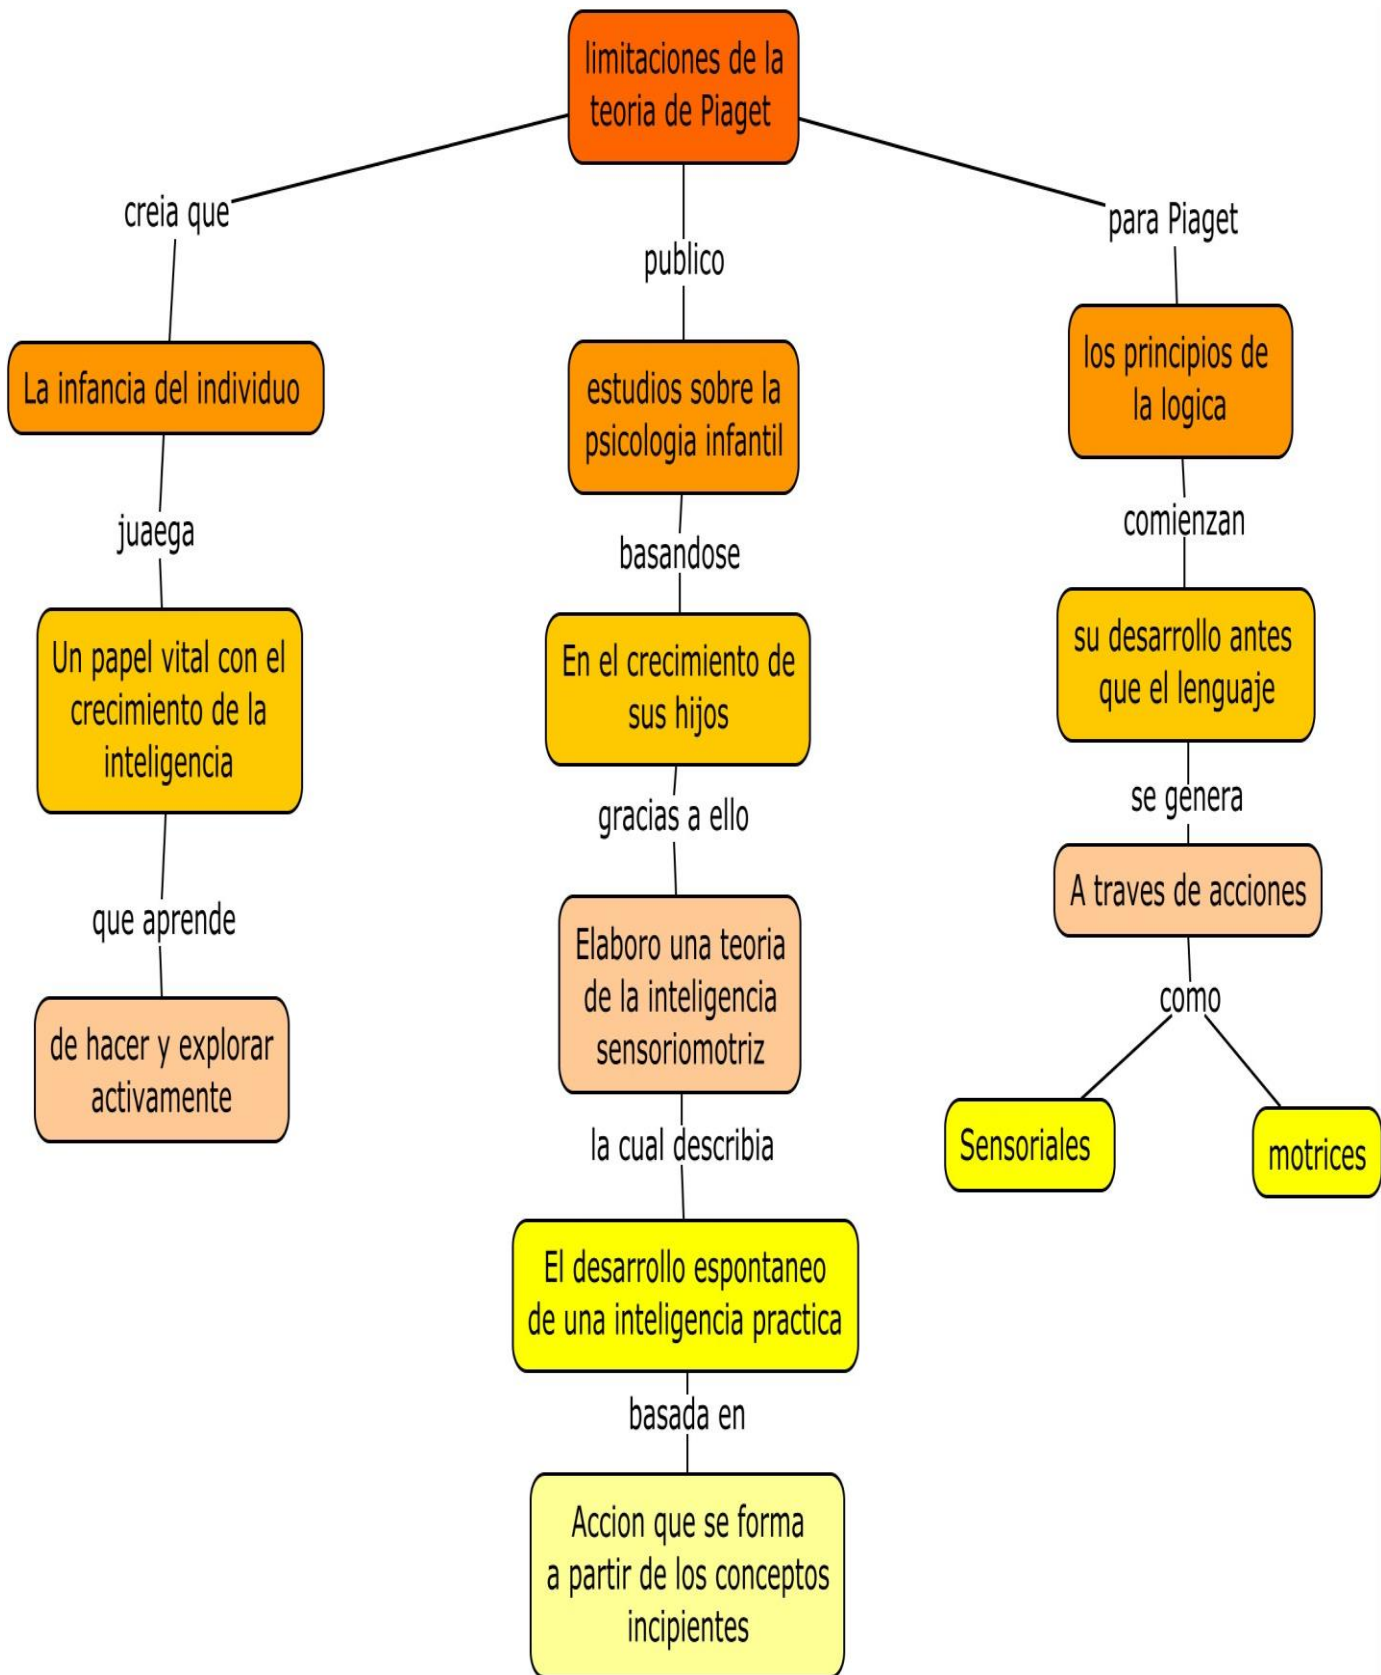 limitaciones de la
teoria de Piaget
creia que
La infancia del individuo
juaega
Un papel vital con el
crecimiento de la
inteligencia
que aprende
de hacer y explorar
activamente
publico
estudios sobre la
psicologia infantil
basandose
En el crecimiento de
sus hijos
gracias a ello
Elaboro una teoria
de la inteligencia
sensoriomotriz
la cual describia
El desarrollo espontaneo
de una inteligencia practica
basada en
Accion que se forma
a partir de los conceptos
incipientes
para Piaget
los principios de
la logica
comienzan
su desarrollo antes
que el lenguaje
se genera
A traves de acciones
como
Sensoriales
motrices